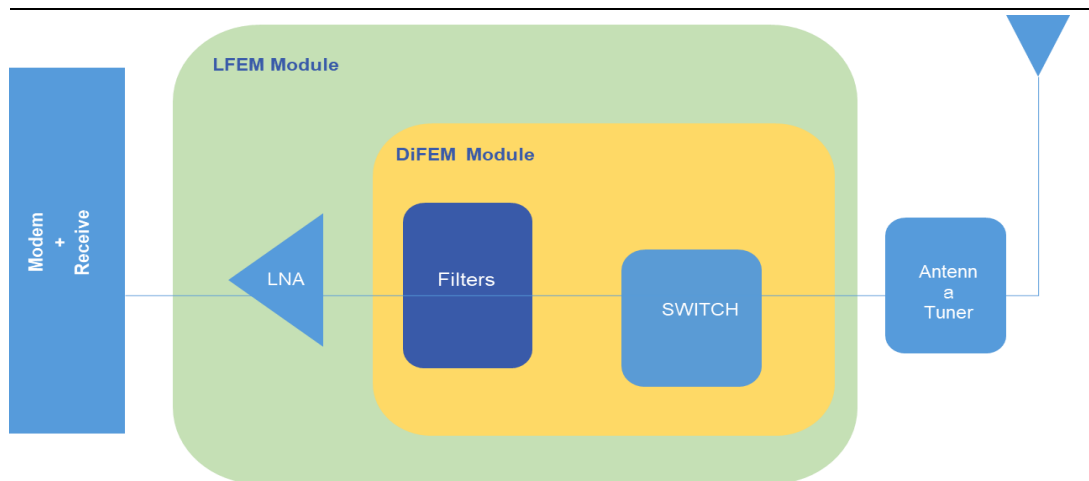 LFEM Module
DiFEM Module
Modem
+
Receive
LNA
Filters
SWITCH
Antenn
a
Tuner